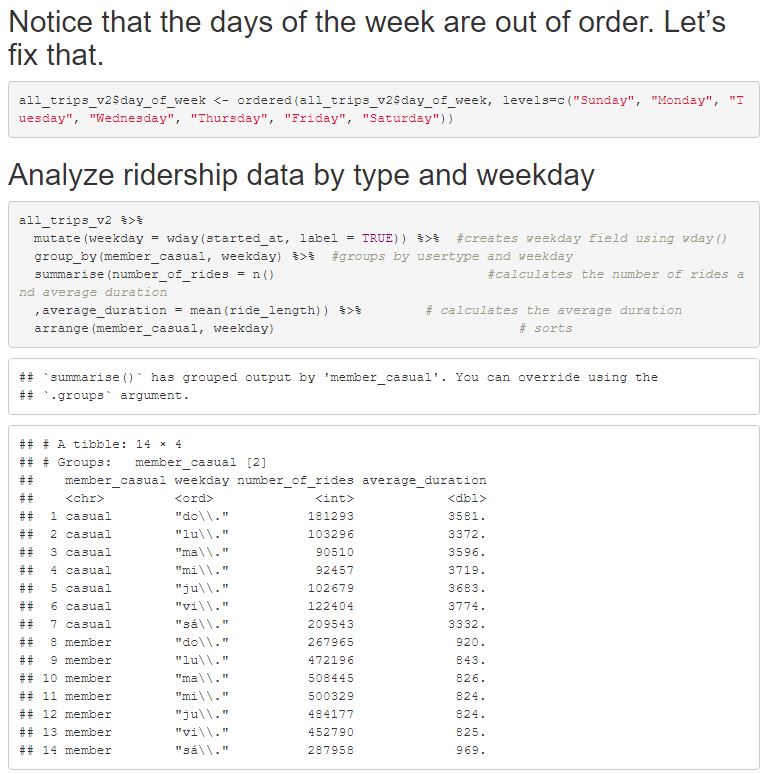 Notice that the days of the week are out of order. Let’s
fix that.
all_trips_v2$day_of_week <- ordered(all_trips_v2$day_of_week, levels=c("Sunday", "Monday", "T
uesday", "Wednesday", "Thursday", "Friday", "Saturday"))
Analyze ridership data by type and weekday
all_trips_v2 %>%
  mutate(weekday = wday(started_at, label = TRUE)) %>%  #creates weekday field using wday()
  group_by(member_casual, weekday) %>%  #groups by usertype and weekday
  summarise(number_of_rides = n()                            #calculates the number of rides a
nd average duration
  ,average_duration = mean(ride_length)) %>%         # calculates the average duration
  arrange(member_casual, weekday)                                # sorts
## `summarise()` has grouped output by 'member_casual'. You can override using the
## `.groups` argument.
## # A tibble: 14 × 4
## # Groups:   member_casual [2]
##    member_casual weekday number_of_rides average_duration
##    <chr>         <ord>             <int>            <dbl>
##  1 casual        "do\\."          181293            3581.
##  2 casual        "lu\\."          103296            3372.
##  3 casual        "ma\\."           90510            3596.
##  4 casual        "mi\\."           92457            3719.
##  5 casual        "ju\\."          102679            3683.
##  6 casual        "vi\\."          122404            3774.
##  7 casual        "sá\\."          209543            3332.
##  8 member        "do\\."          267965             920.
##  9 member        "lu\\."          472196             843.
## 10 member        "ma\\."          508445             826.
## 11 member        "mi\\."          500329             824.
## 12 member        "ju\\."          484177             824.
## 13 member        "vi\\."          452790             825.
## 14 member        "sá\\."          287958             969.